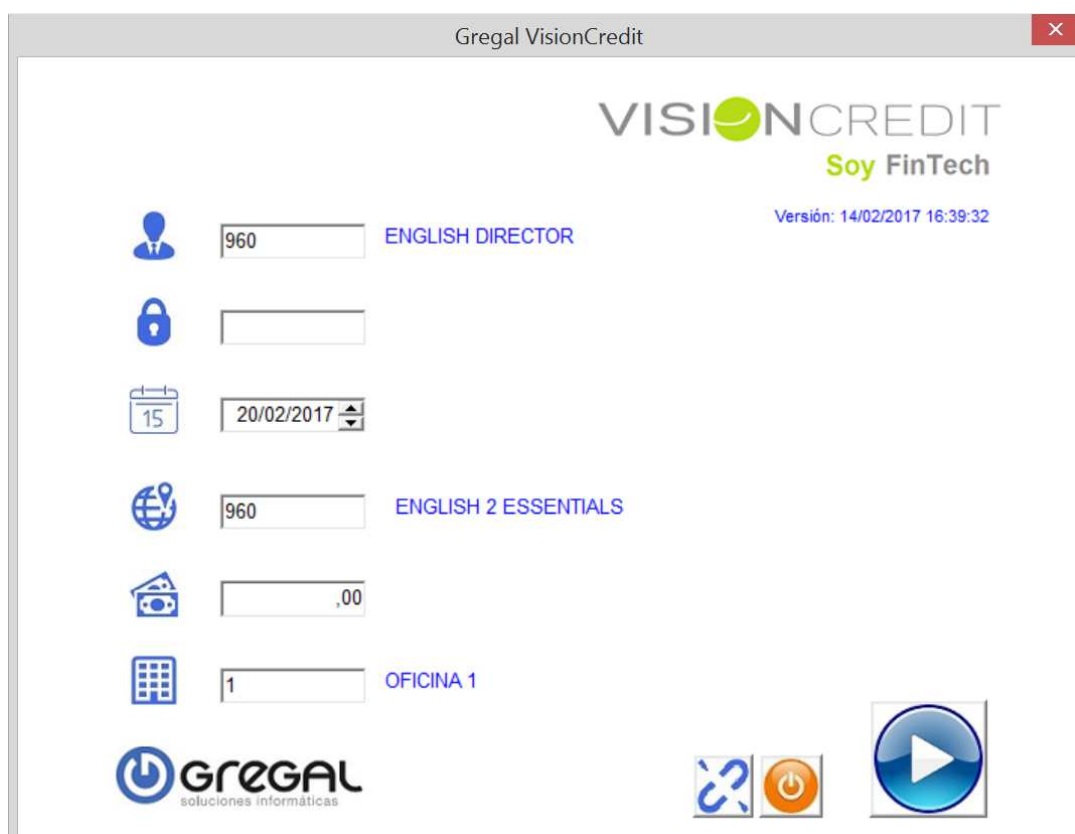 Gregal VisionCredit
VISIONCREDIT
Soy FinTech
Versión: 14/02/2017 16:39:32
960 ENGLISH DIRECTOR
15 20/02/2017
960 ENGLISH 2 ESSENTIALS
,00
1 OFICINA 1
GREGAL
soluciones informáticas